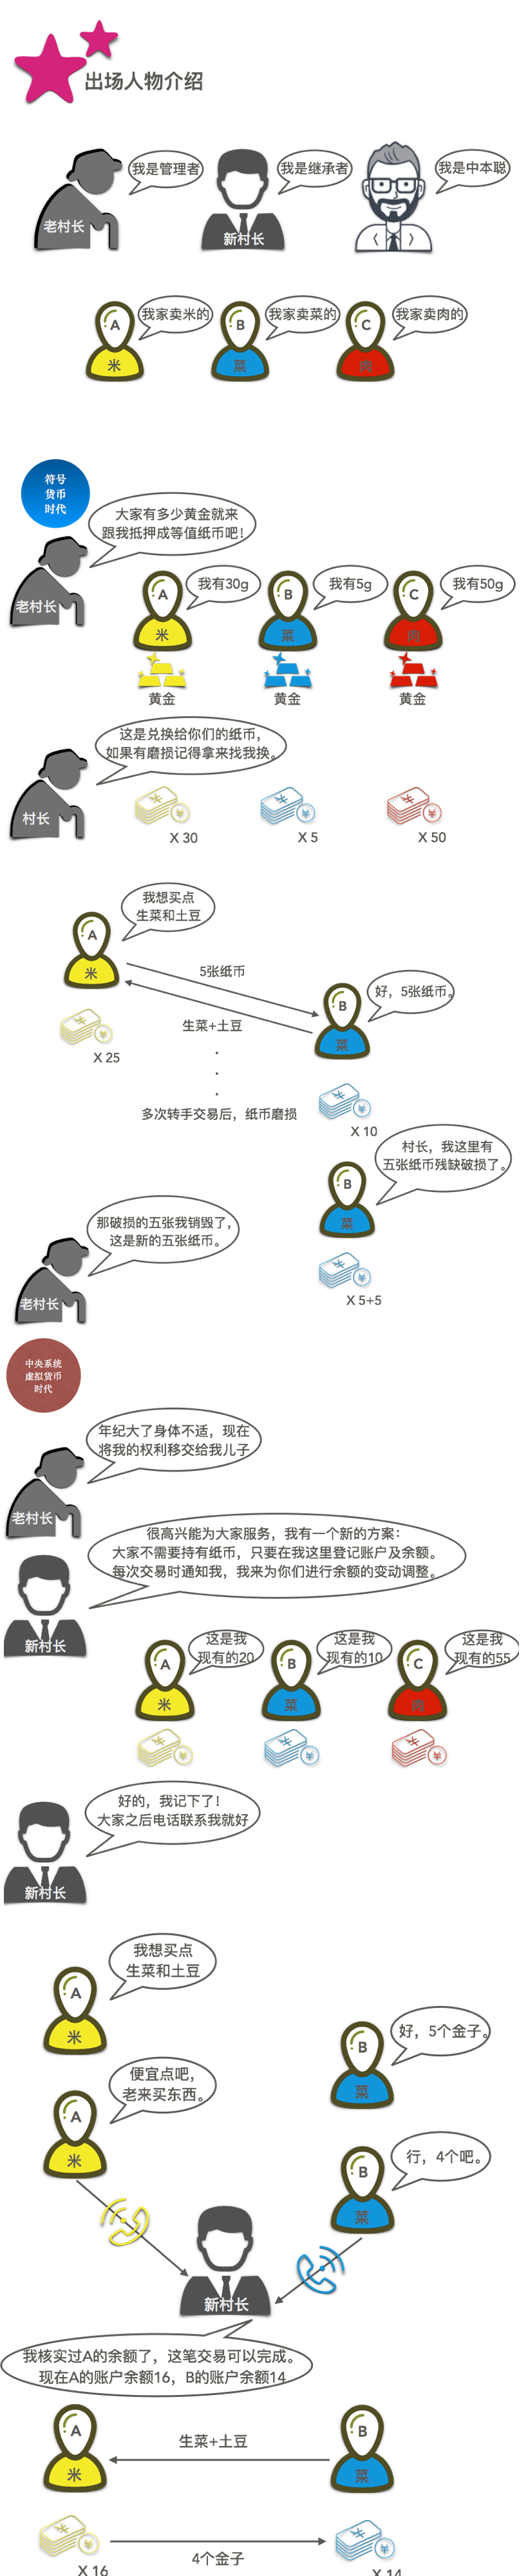 出场人物介绍
我是管理者
我是继承者
我是中本聪
老村长
新村长
我家卖米的
我家卖菜的
我家卖肉的
A
B
C
米
菜
肉
符号
货币
时代
大家有多少黄金就来
跟我抵押成等值纸币吧！
老村长
我有30g
我有5g
我有50g
A
B
C
米
菜
肉
黄金
黄金
黄金
这是兑换给你们的纸币，
如果有磨损记得拿来找我换。
村长
X 30
X 5
X 50
我想买点
生菜和土豆
A
米
5张纸币
好，5张纸币。
B
菜
生菜+土豆
X 25
多次转手交易后，纸币磨损
X 10
村长，我这里有
五张纸币残缺破损了。
B
菜
那破损的五张我销毁了，
这是新的五张纸币。
老村长
X 5+5
中央系统
虚拟货币
时代
年纪大了身体不适，现在
将我的权利移交给我儿子
老村长
很高兴能为大家服务，我有一个新的方案：
大家不需要持有纸币，只要在我这里登记账户及余额。
每次交易时通知我，我来为你们进行余额的变动调整。
新村长
这是我
现有的20
这是我
现有的10
这是我
现有的55
A
B
C
米
菜
肉
好的，我记下了！
大家之后电话联系我就好
新村长
我想买点
生菜和土豆
A
米
好，5个金子。
B
菜
便宜点吧，
老来买东西。
A
米
行，4个吧。
B
菜
新村长
我核实过A的余额了，这笔交易可以完成。
现在A的账户余额16，B的账户余额14
A
米
生菜+土豆
B
菜
4个金子
X 16
X 14